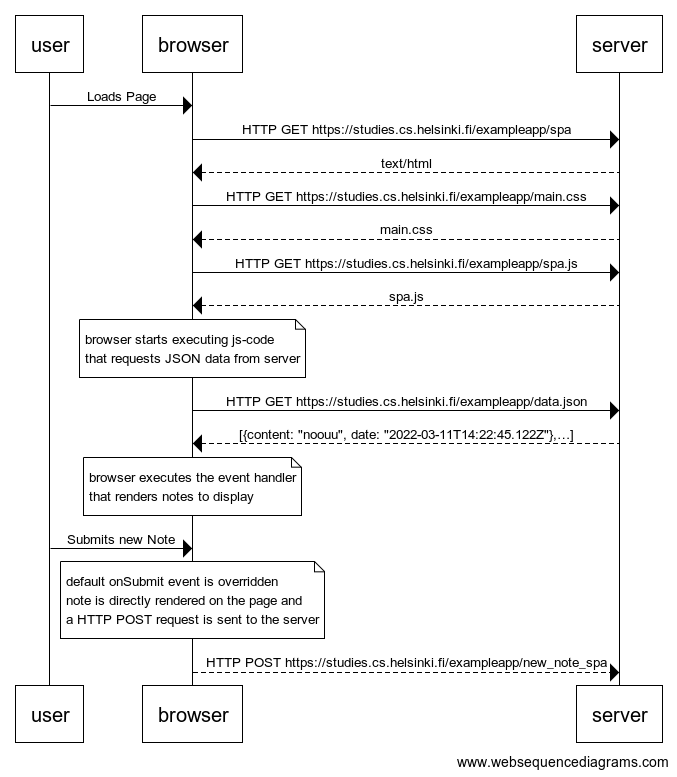 user browser server
Loads Page
HTTP GET https://studies.cs.helsinki.fi/exampleapp/spa
text/html
HTTP GET https://studies.cs.helsinki.fi/exampleapp/main.css
main.css
HTTP GET https://studies.cs.helsinki.fi/exampleapp/spa.js
spa.js
browser starts executing js-code
that requests JSON data from server
HTTP GET https://studies.cs.helsinki.fi/exampleapp/data.json
[{content: "noouu", date: "2022-03-11T14:22:45.122Z"},...]
browser executes the event handler
that renders notes to display
Submits new Note
default onSubmit event is overridden
note is directly rendered on the page and
a HTTP POST request is sent to the server
HTTP POST https://studies.cs.helsinki.fi/exampleapp/new_note_spa
user browser server
www.websequencediagrams.com